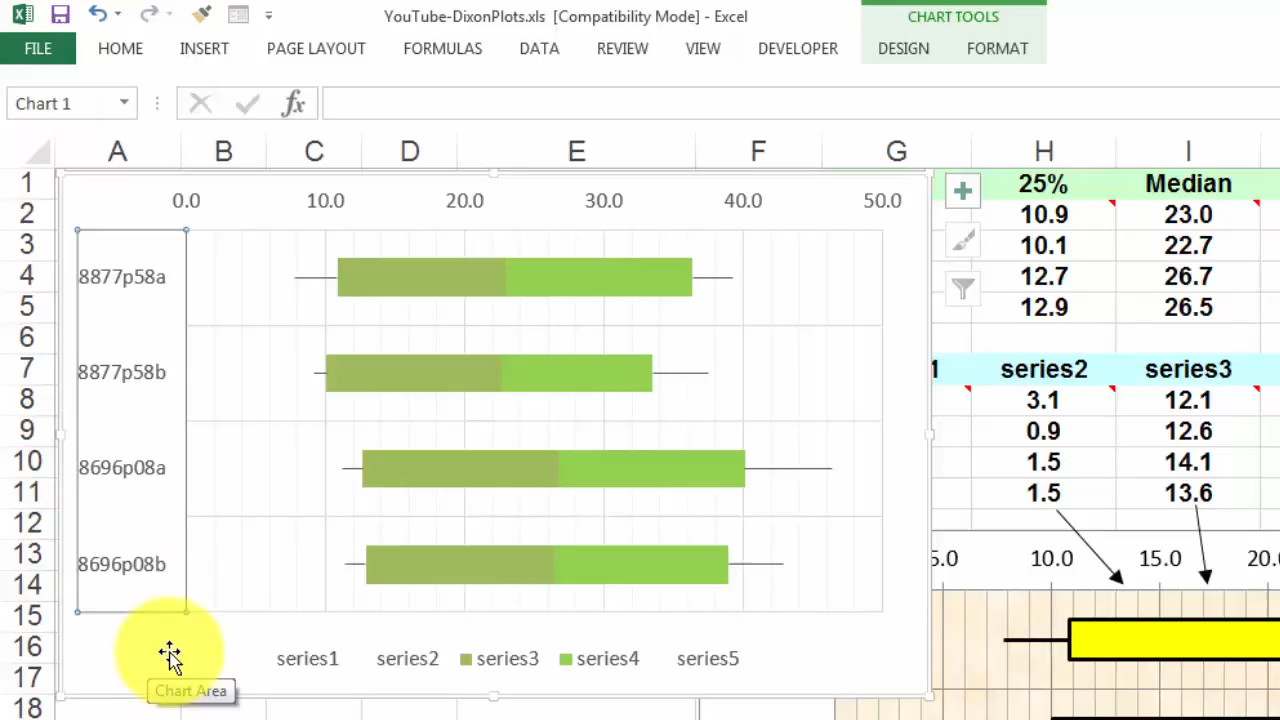 YouTube-DixonPlots.xls [Compatibility Mode] - Excel
CHART TOOLS
FILE HOME INSERT PAGE LAYOUT FORMULAS DATA REVIEW VIEW DEVELOPER DESIGN FORMAT
Chart 1 fx
A B C D E F G H I
1 25% Median
0.0 10.0 20.0 30.0 40.0 50.0
2 10.9 23.0
3 10.1 22.7
8877p58a
4 12.7 26.7
5 12.9 26.5
6
8877p58b
7 1 series2 series3
8 3.1 12.1
9 0.9 12.6
8696p08a
10 1.5 14.1
11 1.5 13.6
12
8696p08b
13 5.0 10.0 15.0 20.
14
15
16
series1 series2 series3 series4 series5
17
Chart Area
18